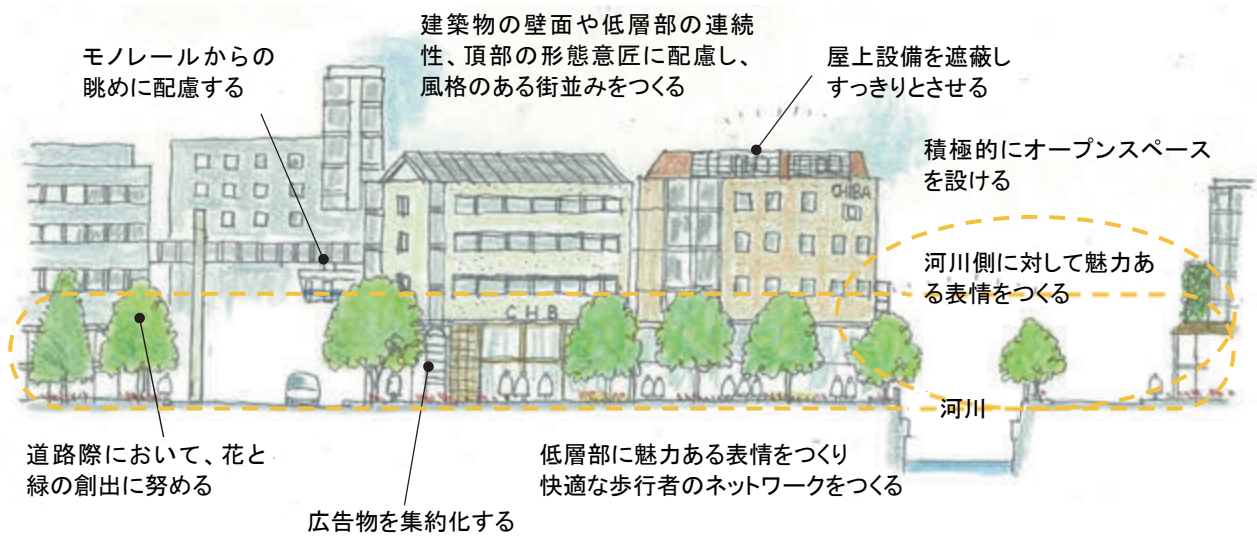 モノレールからの
眺めに配慮する
建築物の壁面や低層部の連続
性、頂部の形態意匠に配慮し、
風格のある街並みをつくる
屋上設備を遮蔽し
すっきりとさせる
積極的にオープンスペース
を設ける
CHIBA
河川側に対して魅力あ
る表情をつくる
CHB
河川
道路際において、花と
緑の創出に努める
低層部に魅力ある表情をつくり
快適な歩行者のネットワークをつくる
広告物を集約化する